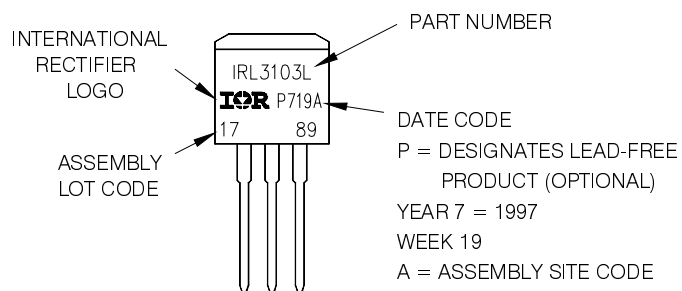 INTERNATIONAL
RECTIFIER
LOGO
ASSEMBLY
LOT CODE
IRL3103L
IOR P719A
17 89
PART NUMBER
DATE CODE
P = DESIGNATES LEAD-FREE
PRODUCT (OPTIONAL)
YEAR 7 = 1997
WEEK 19
A = ASSEMBLY SITE CODE